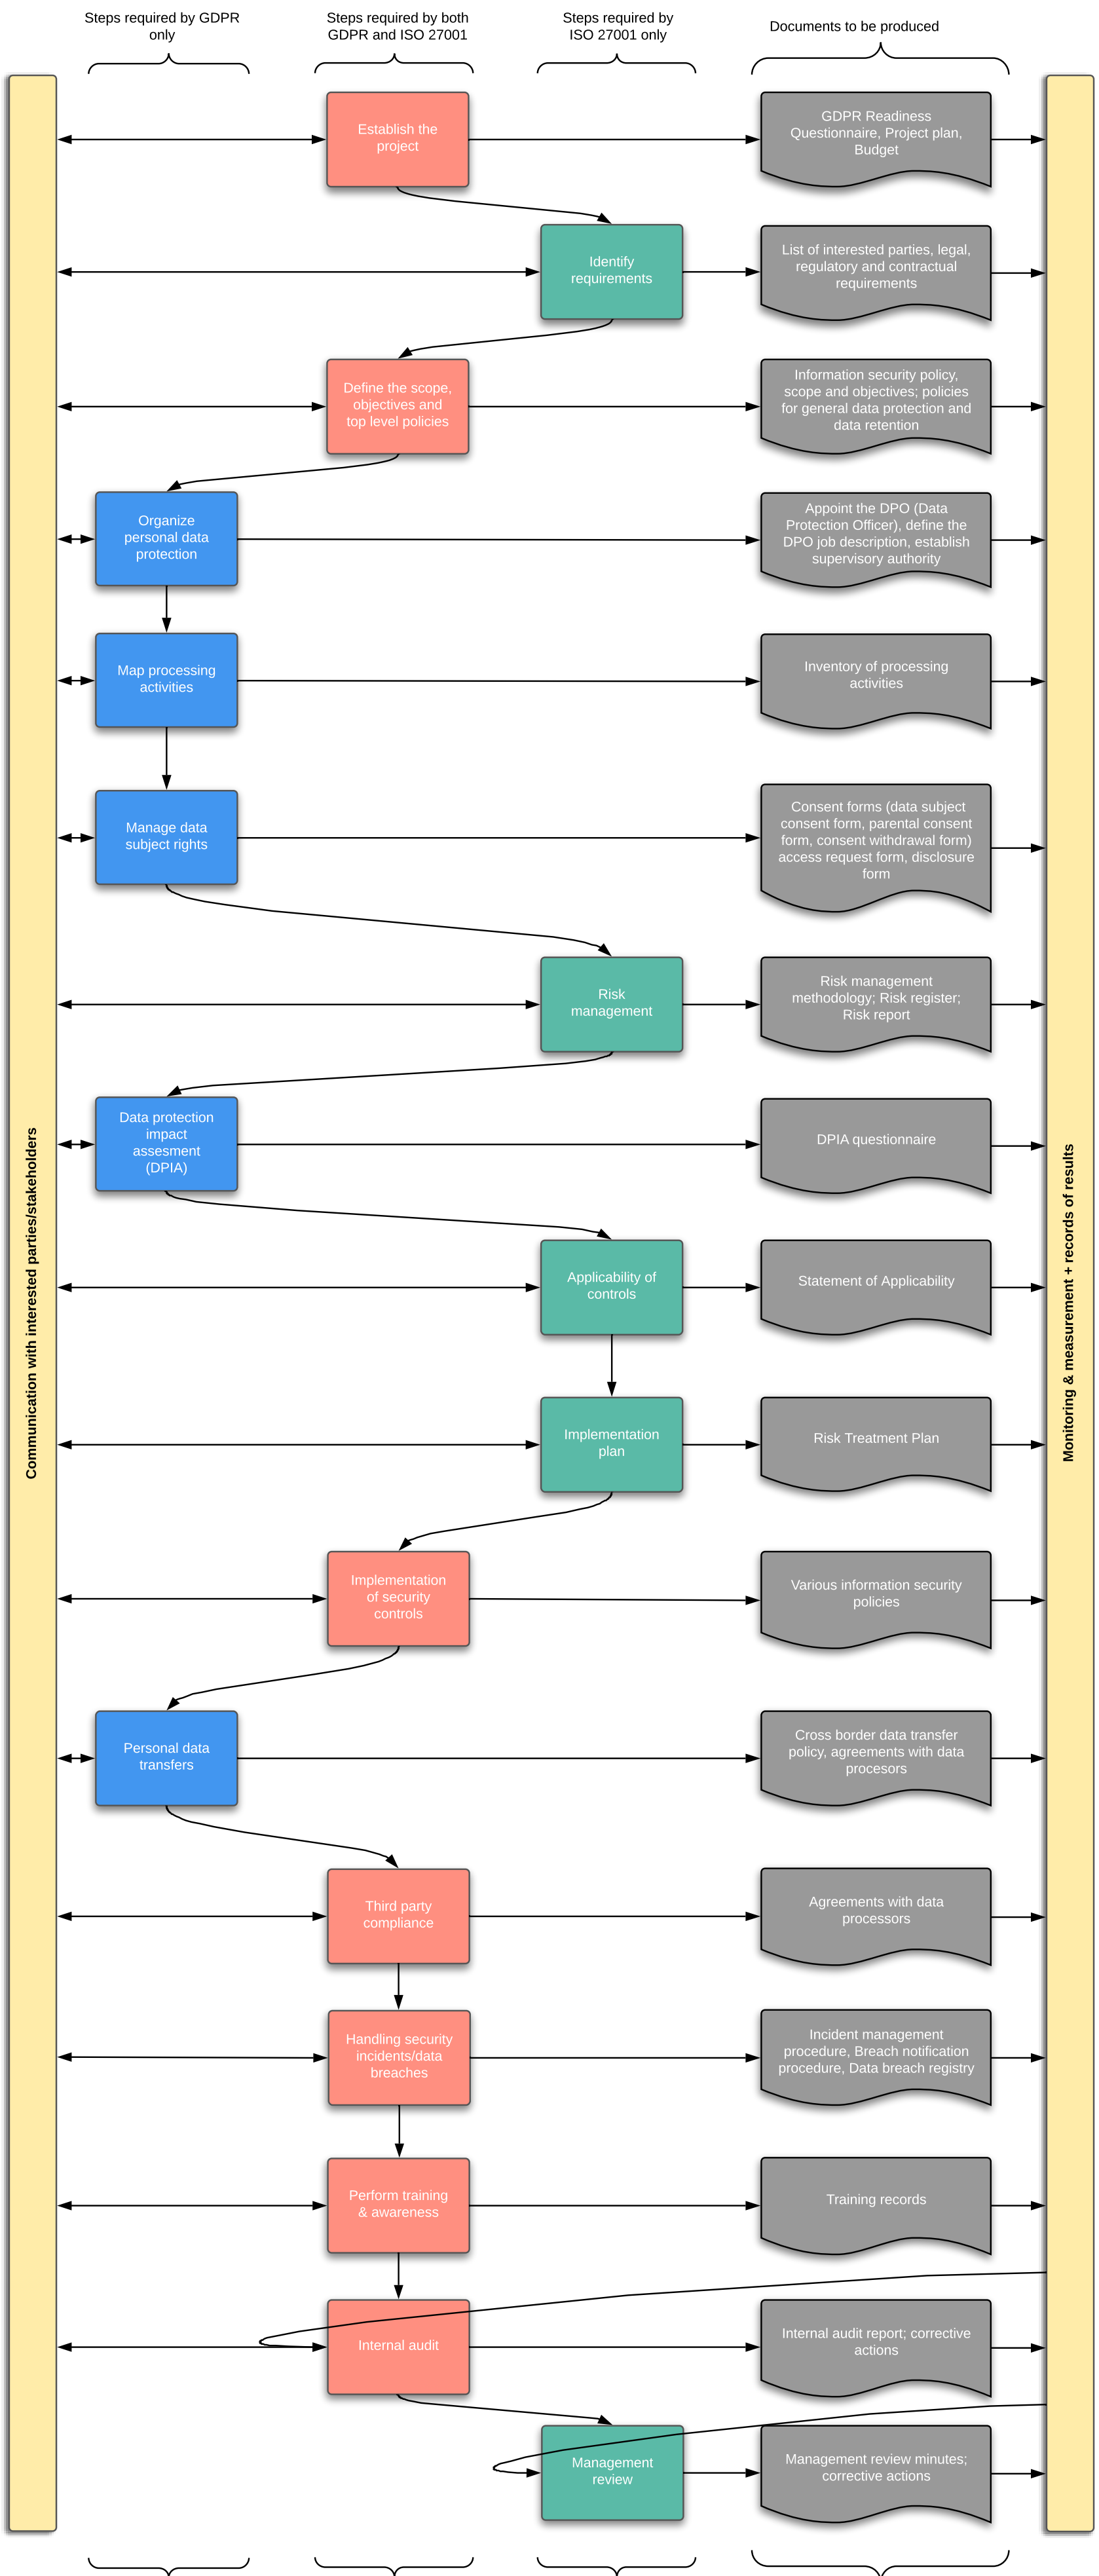 Steps required by GDPR
only
Steps required by both
GDPR and ISO 27001
Steps required by
ISO 27001 only
Documents to be produced
Communication with interested parties/stakeholders
Monitoring & measurement + records of results
Establish the
project
GDPR Readiness
Questionnaire, Project plan,
Budget
Identify
requirements
List of interested parties, legal,
regulatory and contractual
requirements
Define the scope,
objectives and
top level policies
Information security policy,
scope and objectives; policies
for general data protection and
data retention
Organize
personal data
protection
Appoint the DPO (Data
Protection Officer), define the
DPO job description, establish
supervisory authority
Map processing
activities
Inventory of processing
activities
Manage data
subject rights
Consent forms (data subject
consent form, parental consent
form, consent withdrawal form)
access request form, disclosure
form
Risk
management
Risk management
methodology; Risk register;
Risk report
Data protection
impact
assesment
(DPIA)
DPIA questionnaire
Applicability of
controls
Statement of Applicability
Implementation
plan
Risk Treatment Plan
Implementation
of security
controls
Various information security
policies
Personal data
transfers
Cross border data transfer
policy, agreements with data
procesors
Third party
compliance
Agreements with data
processors
Handling security
incidents/data
breaches
Incident management
procedure, Breach notification
procedure, Data breach registry
Perform training
& awareness
Training records
Internal audit
Internal audit report; corrective
actions
Management
review
Management review minutes;
corrective actions